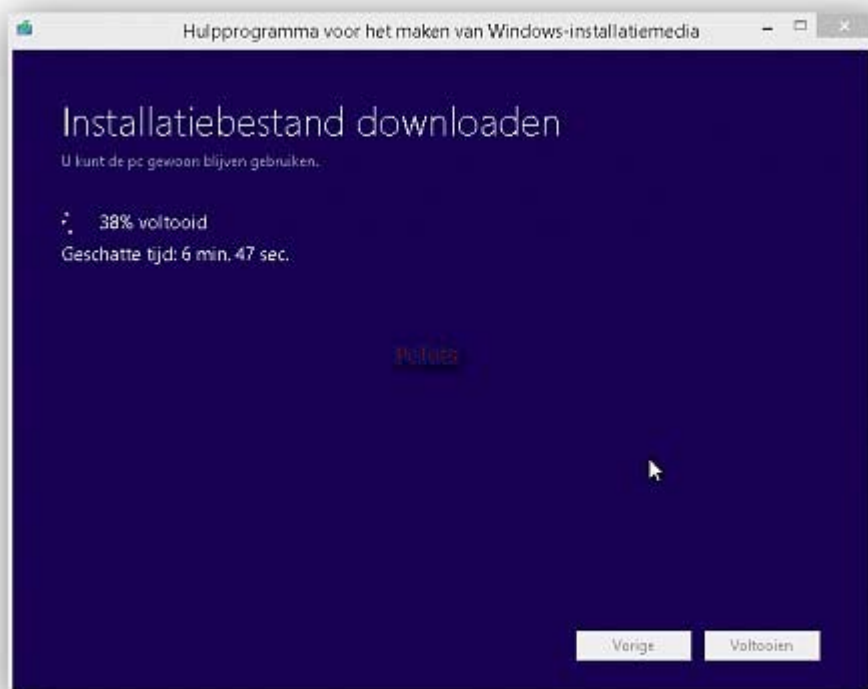 Hulpprogramma voor het maken van Windows-installatiemedia
Installatiebestand downloaden
U kunt de pc gewoon blijven gebruiken.
38% voltooid
Geschatte tijd: 6 min. 47 sec.
Vorige
Voltooien